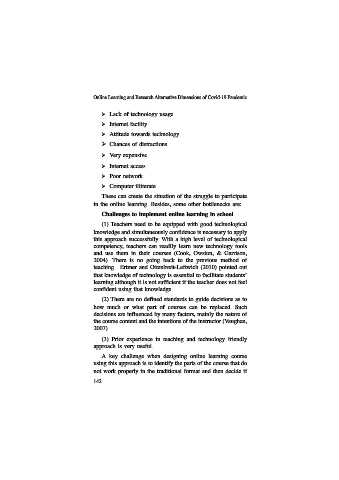 Online Learning and Research Alternative Dimensions of Covid-19 Pandemic
➤ Lack of technology usage
➤ Internet facility
➤ Attitude towards technology
➤ Chances of distractions
➤ Very expensive
➤ Internet access
➤ Poor network
➤ Computer illiterate
These can create the situation of the struggle to participate
in the online learning. Besides, some other bottlenecks are:
Challenges to implement online learning in school
(1) Teachers need to be equipped with good technological
knowledge and simultaneously confidence is necessary to apply
this approach successfully. With a high level of technological
competency, teachers can readily learn new technology tools
and use them in their courses (Cook, Owston, & Garrison,
2004). There is no going back to the previous method of
teaching. Ertmer and Ottenbreit-Leftwich (2010) pointed out
that knowledge of technology is essential to facilitate students'
learning although it is not sufficient if the teacher does not feel
confident using that knowledge.
(2) There are no defined standards to guide decisions as to
how much or what part of courses can be replaced. Such
decisions are influenced by many factors, mainly the nature of
the course content and the intentions of the instructor (Vaughan,
2007).
(3) Prior experience in teaching and technology friendly
approach is very useful.
A key challenge when designing online learning course
using this approach is to identify the parts of the course that do
not work properly in the traditional format and then decide if
142